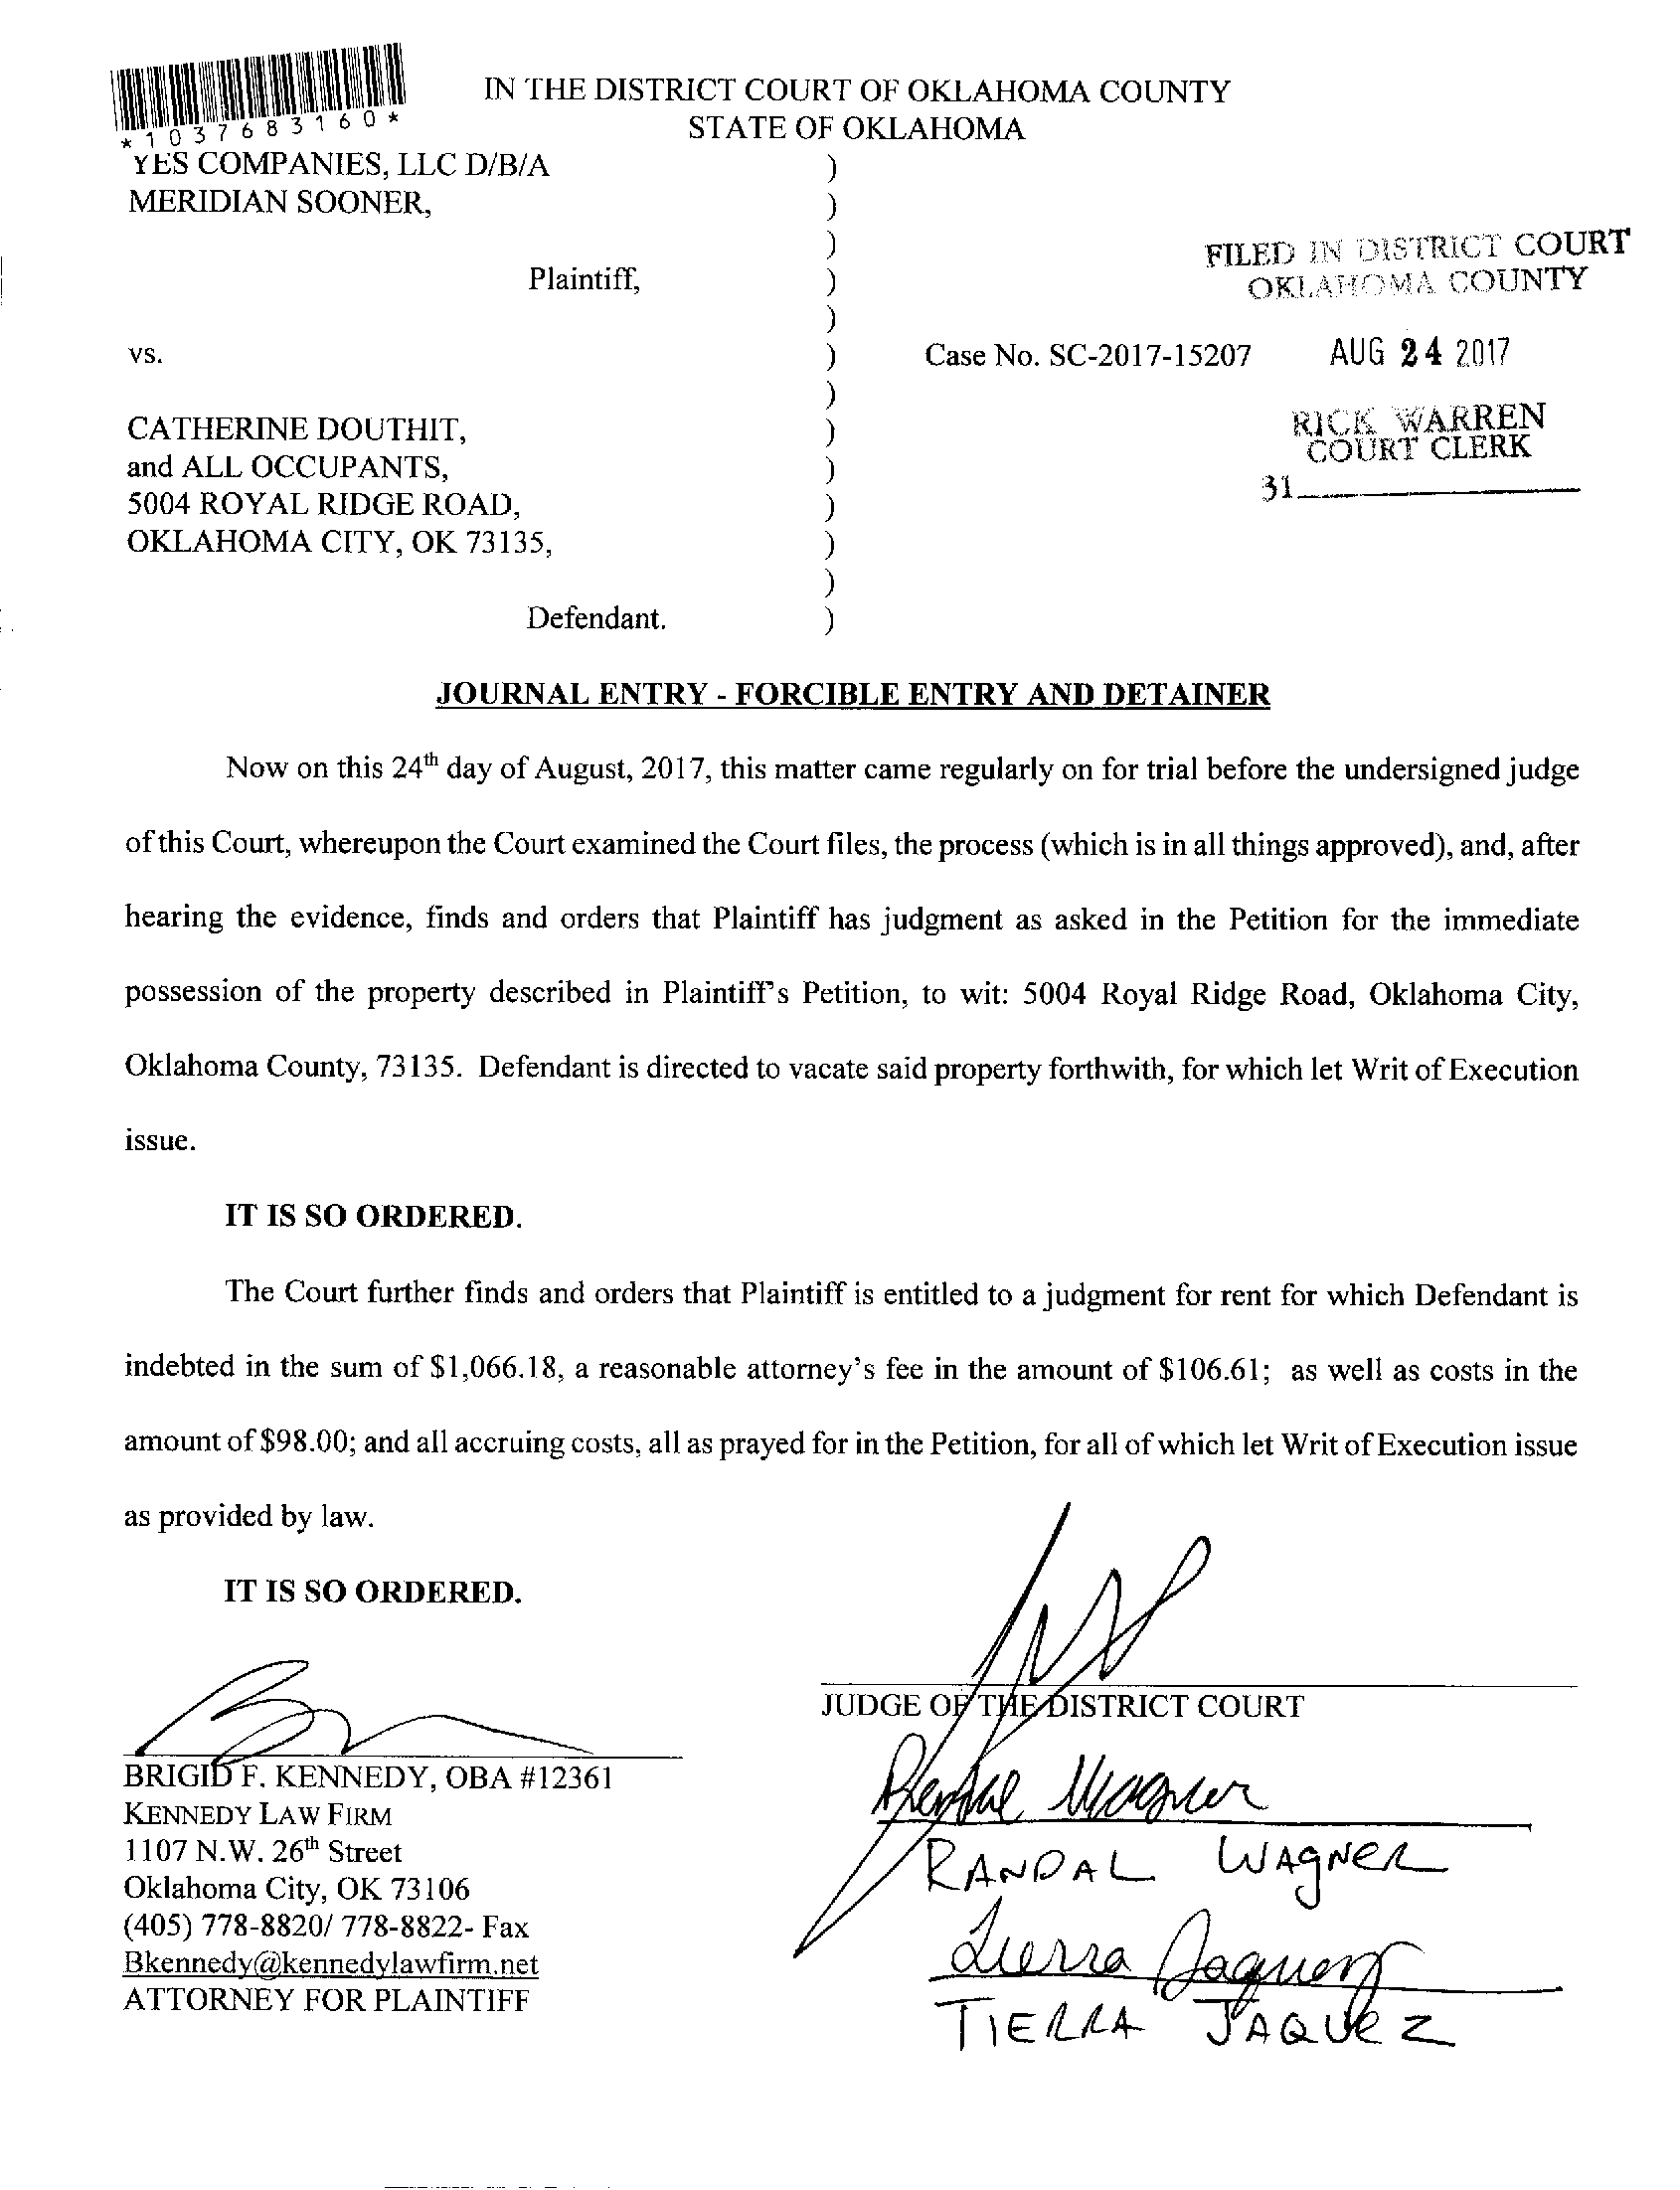 IN THE DISTRICT COURT OF OKLAHOMA COUNTY
STATE OF OKLAHOMA
*1037683160*
YES COMPANIES, LLC D/B/A )
MERIDIAN SOONER, )
)
Plaintiff, )
)
vs. )
)
CATHERINE DOUTHIT, )
and ALL OCCUPANTS, )
5004 ROYAL RIDGE ROAD, )
OKLAHOMA CITY, OK 73135, )
)
Defendant. )
FILED IN DISTRICT COURT
OKLAHOMA COUNTY
Case No. SC-2017-15207
AUG 24 2017
RICK WARREN
COURT CLERK
31
JOURNAL ENTRY - FORCIBLE ENTRY AND DETAINER
Now on this 24th day of August, 2017, this matter came regularly on for trial before the undersigned judge
of this Court, whereupon the Court examined the Court files, the process (which is in all things approved), and, after
hearing the evidence, finds and orders that Plaintiff has judgment as asked in the Petition for the immediate
possession of the property described in Plaintiff's Petition, to wit: 5004 Royal Ridge Road, Oklahoma City,
Oklahoma County, 73135. Defendant is directed to vacate said property forthwith, for which let Writ of Execution
issue.
IT IS SO ORDERED.
The Court further finds and orders that Plaintiff is entitled to a judgment for rent for which Defendant is
indebted in the sum of $1,066.18, a reasonable attorney's fee in the amount of $106.61; as well as costs in the
amount of $98.00; and all accruing costs, all as prayed for in the Petition, for all of which let Writ of Execution issue
as provided by law.
IT IS SO ORDERED.
JUDGE OF THE DISTRICT COURT
BRIGID F. KENNEDY, OBA #12361
KENNEDY LAW FIRM
1107 N.W. 26th Street
Oklahoma City, OK 73106
(405) 778-8820/ 778-8822- Fax
Bkennedy@kennedylawfirm.net
ATTORNEY FOR PLAINTIFF
Wagner
RANDAL WAGNER
Tierra Jaquez
TIERRA JAQUEZ